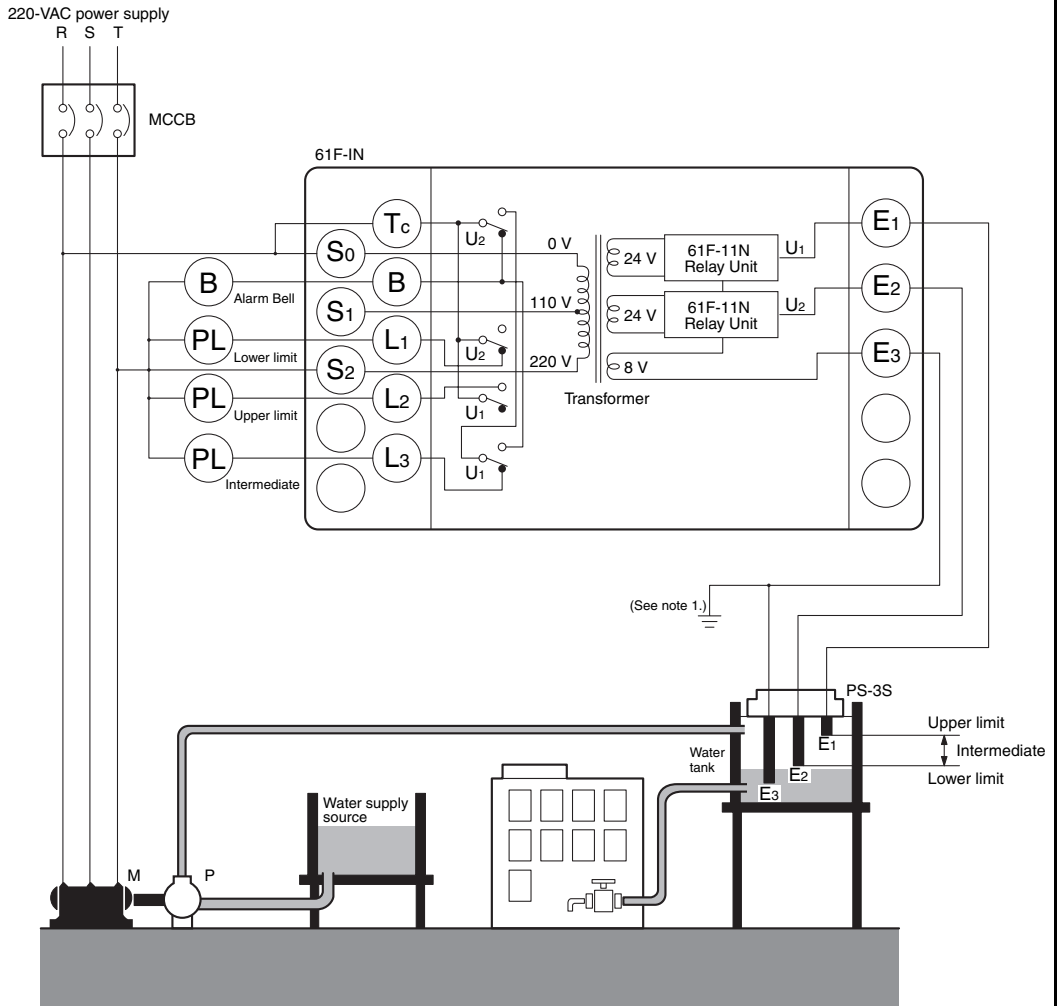 220-VAC power supply
R S T
MCCB
61F-IN
Tc
S0
B
Alarm Bell
B
S1
PL
Lower limit
L1
S2
PL
Upper limit
L2
PL
Intermediate
L3
U2
U2
U1
U1
0 V
110 V
220 V
Transformer
24 V
61F-11N
Relay Unit
U1
24 V
61F-11N
Relay Unit
U2
8 V
E1
E2
E3
(See note 1.)
PS-3S
Upper limit
Intermediate
Lower limit
E1
E2
E3
Water
tank
Water supply
source
M
P